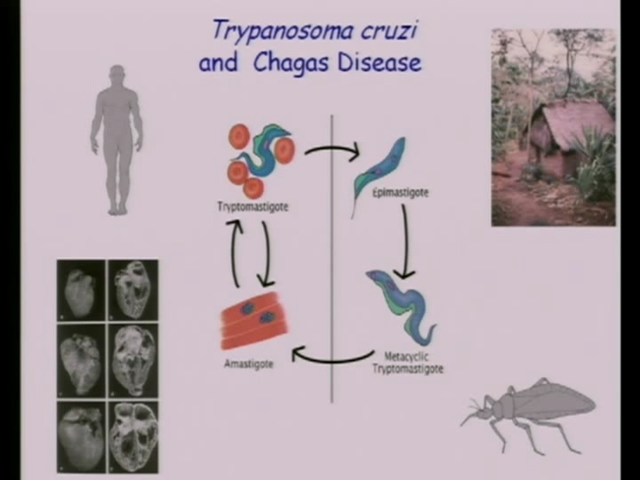 Trypanosoma cruzi
and Chagas Disease
Tryptomastigote
Epimastigote
Amastigote
Metacyclic
Tryptomastigote